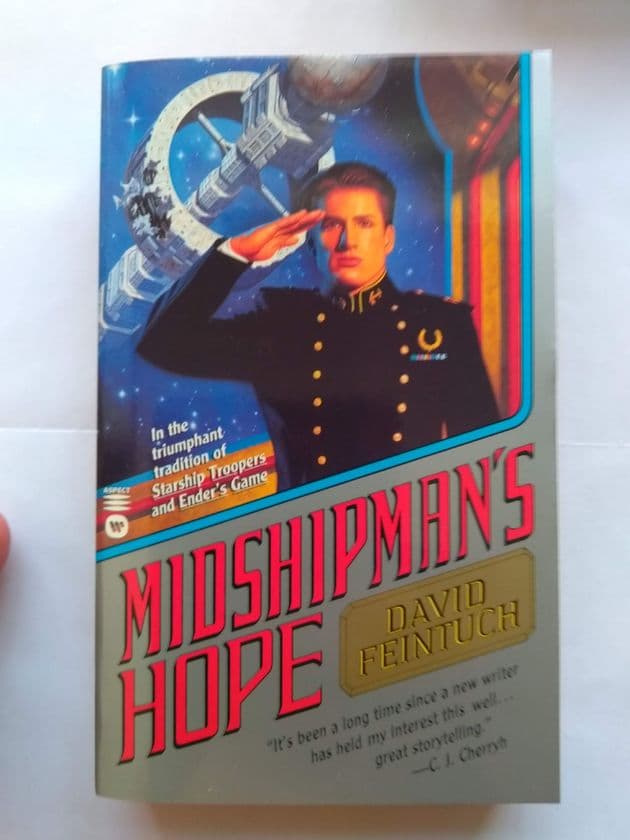 In the
triumphant
tradition of
Starship Troopers
and Ender's Game
ASPECT
MIDSHIPMAN'S
HOPE
DAVID
FEINTUCH
"It's been a long time since a new writer
has held my interest this well...
great storytelling."
—C. J. Cherryh